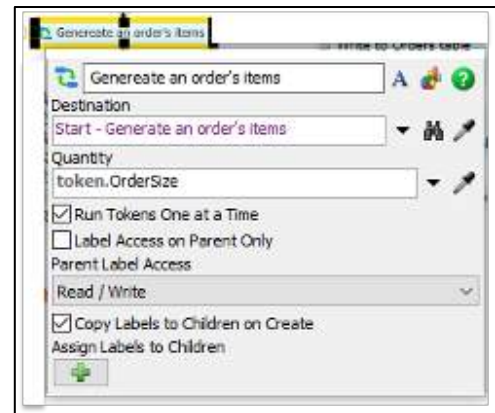 Genereate an order's items
Write to Orders table
Genereate an order's items
A
?
Destination
Start - Generate an order's items
Quantity
token.OrderSize
Run Tokens One at a Time
Label Access on Parent Only
Parent Label Access
Read / Write
Copy Labels to Children on Create
Assign Labels to Children